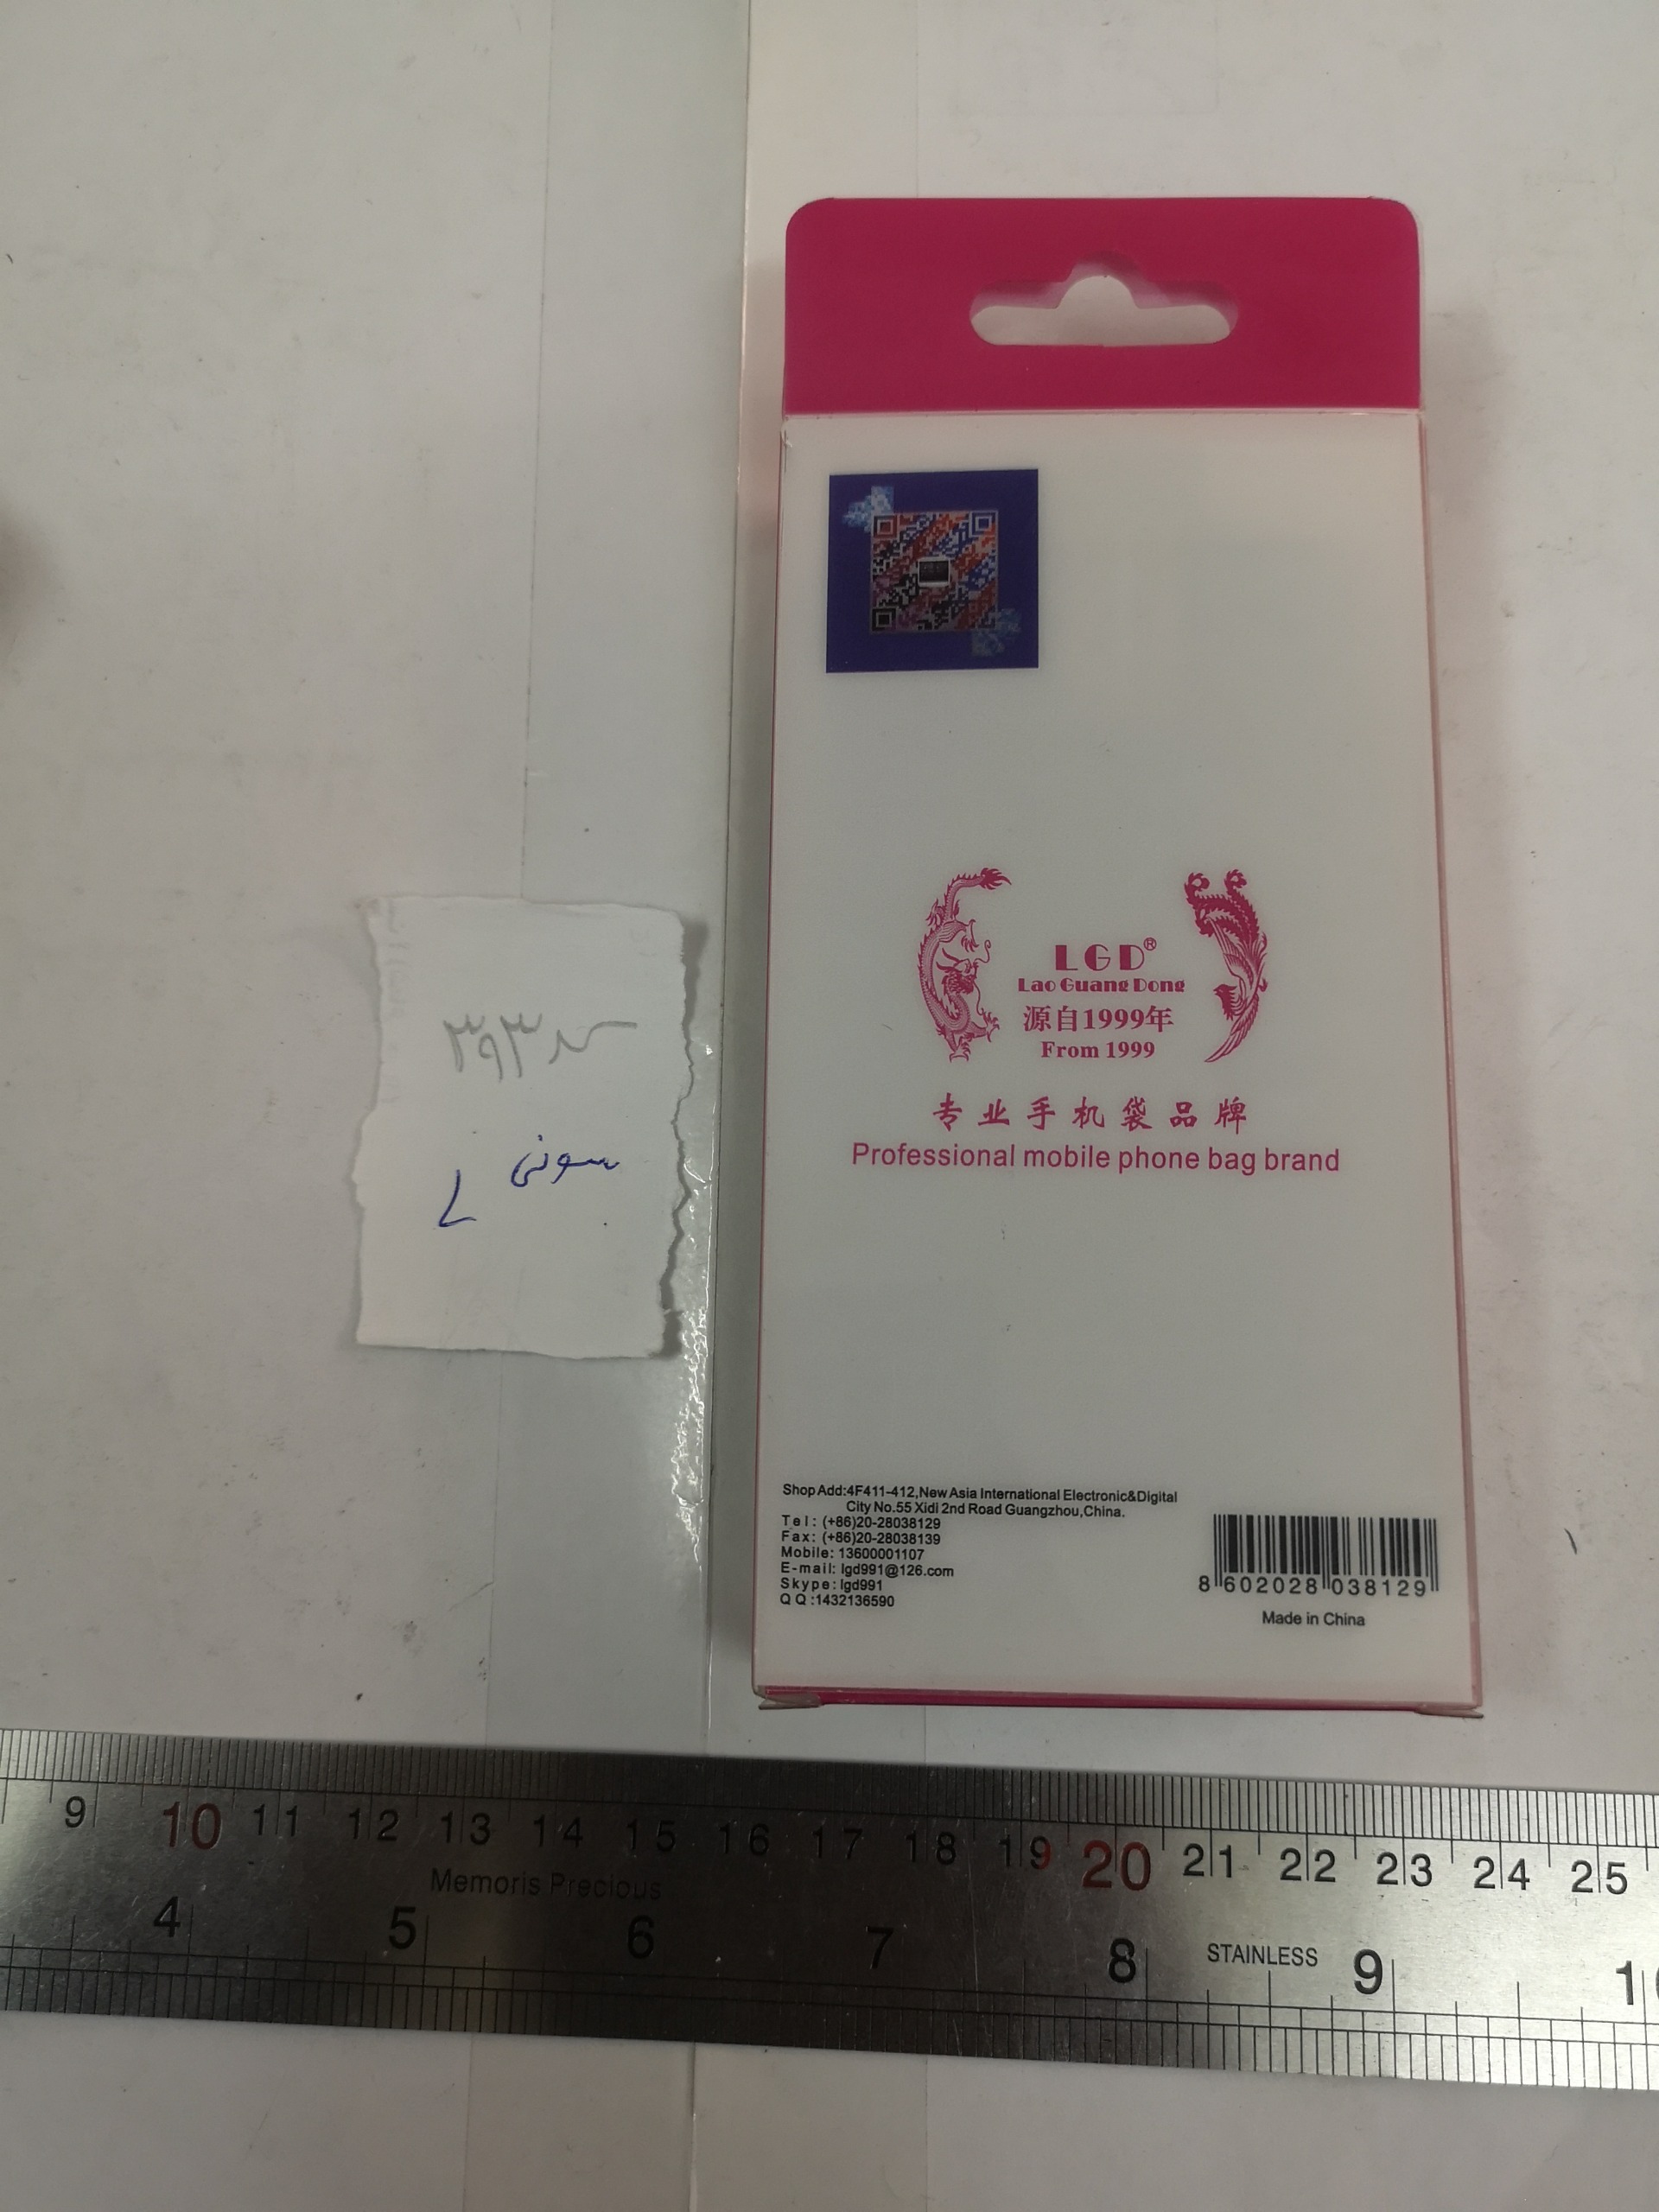 LGD®
Lao Guang Dong
源自1999年
From 1999
专业手机袋品牌
Professional mobile phone bag brand
سونی L
Shop Add:4F411-412,New Asia International Electronic&Digital
City No.55 Xidi 2nd Road Guangzhou,China.
Tel: (+86)20-28038129
Fax: (+86)20-28038139
Mobile: 13600001107
E-mail: lgd991@126.com
Skype: lgd991
QQ:1432136590
8 602028 038129
Made in China
9 10 11 12 13 14 15 16 17 18 19 20 21 22 23 24 25
Memoris Precious
4 5 6 7 8 STAINLESS 9